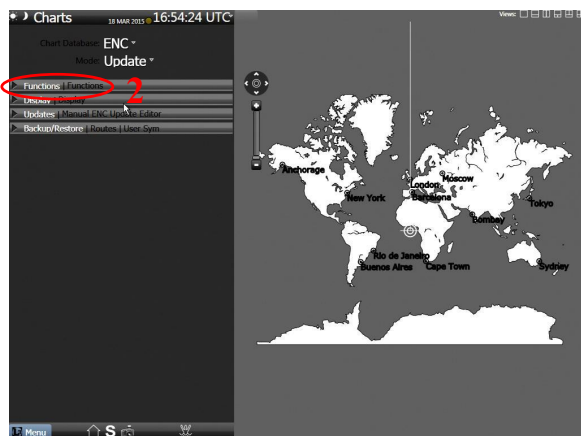 Charts 18 MAR 2015 16:54:24 UTC
Views:
Chart Database: ENC
Mode: Update
Functions | Functions
2
Display | Display
Updates | Manual ENC Update Editor
Backup/Restore | Routes | User Sym
Anchorage
Moscow
London
New York
Barcelona
Tokyo
Bombay
Rio de Janeiro
Buenos Aires
Cape Town
Sydney
Menu
S